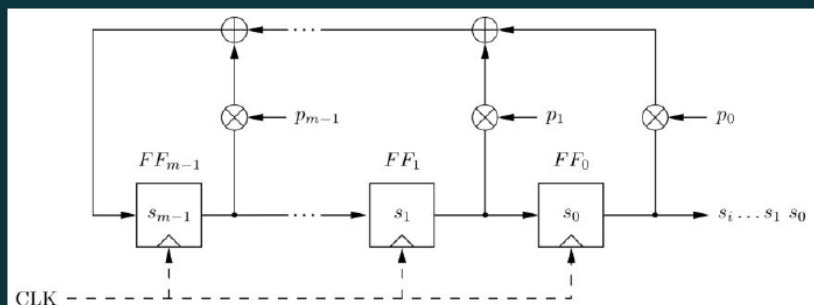 ...
p_{m−1} p_1 p_0
FF_{m−1} FF_1 FF_0
s_{m−1} ... s_1 s_0 s_i ... s_1 s_0
CLK